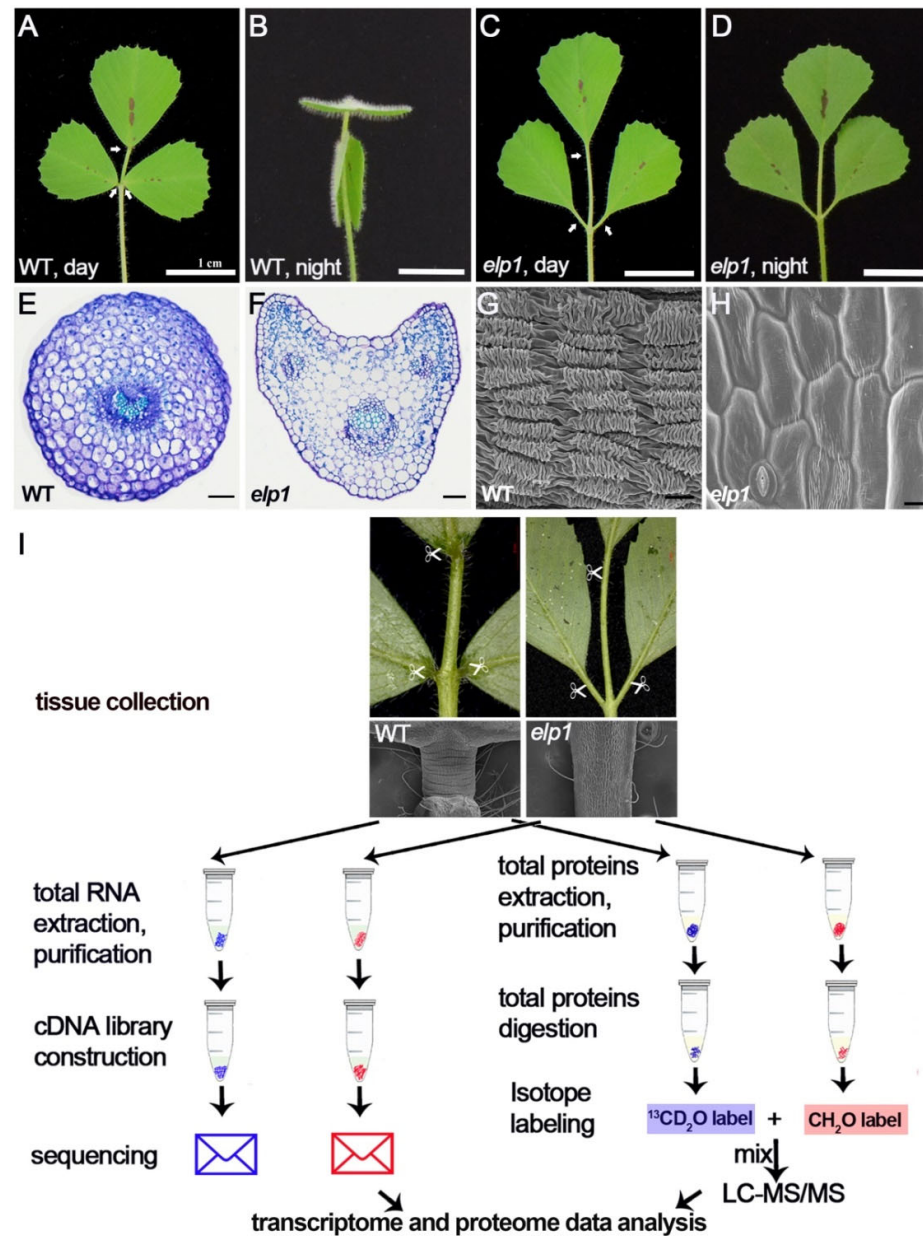 A
B
C
D
WT, day
1 cm
WT, night
elp1, day
elp1, night
E
F
G
H
WT
elp1
WT
elp1
I
tissue collection
WT
elp1
total RNA
extraction,
purification
total proteins
extraction,
purification
cDNA library
construction
total proteins
digestion
Isotope
labeling
¹³CD₂O label + CH₂O label
sequencing
mix
LC-MS/MS
transcriptome and proteome data analysis